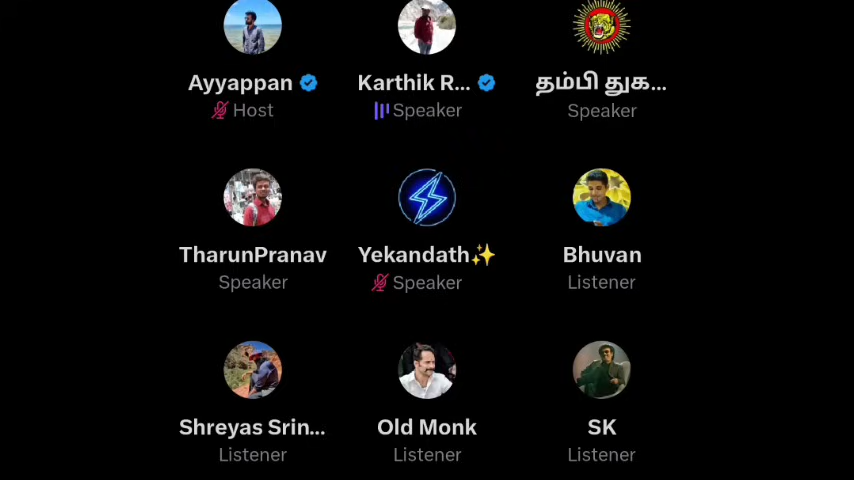 Ayyappan Karthik R... தம்பி துக...
Host Speaker Speaker
TharunPranav Yekandath✨ Bhuvan
Speaker Speaker Listener
Shreyas Srin... Old Monk SK
Listener Listener Listener